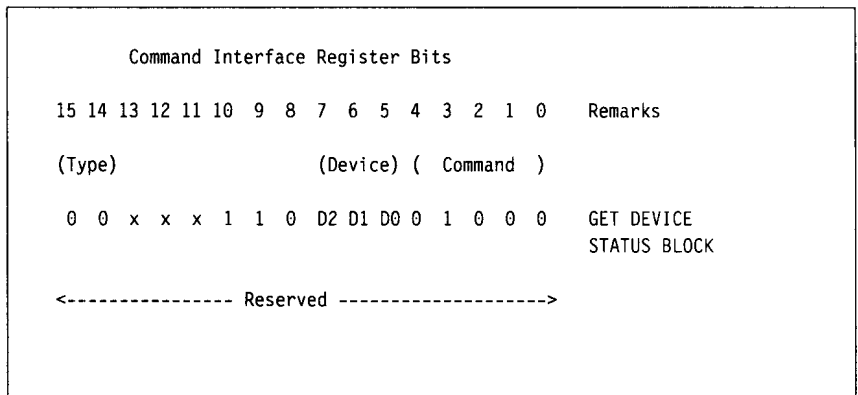 Command Interface Register Bits
15 14 13 12 11 10 9 8 7 6 5 4 3 2 1 0 Remarks
(Type) (Device) ( Command )
0 0 x x x 1 1 0 D2 D1 D0 0 1 0 0 0 GET DEVICE
STATUS BLOCK
<---------------- Reserved -------------------->